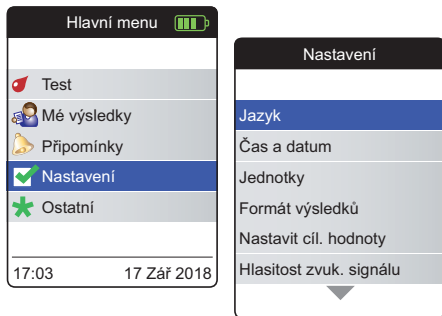 Hlavní menu
Test
Mé výsledky
Připomínky
Nastavení
Ostatní
17:03 17 Zář 2018
Nastavení
Jazyk
Čas a datum
Jednotky
Formát výsledků
Nastavit cíl. hodnoty
Hlasitost zvuk. signálu